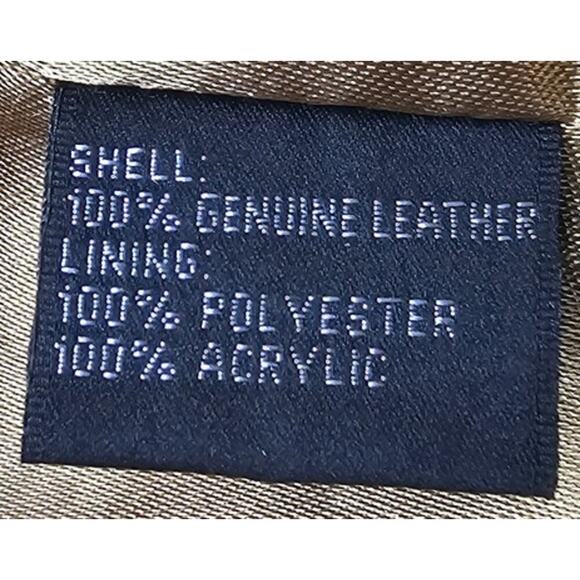 SHELL:
100% GENUINE LEATHER
LINING:
100% POLYESTER
100% ACRYLIC